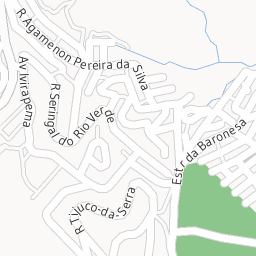 R Agamenon Pereira da Silva
Av Ivirapema
R Seringal do Rio Verde
Estr da Baronesa
R Tijuco-da-Serra